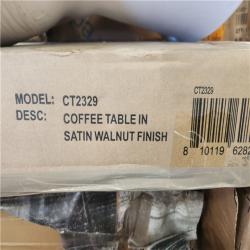 MODEL: CT2329
DESC: COFFEE TABLE IN
SATIN WALNUT FINISH
CT2329
8 10119 6282